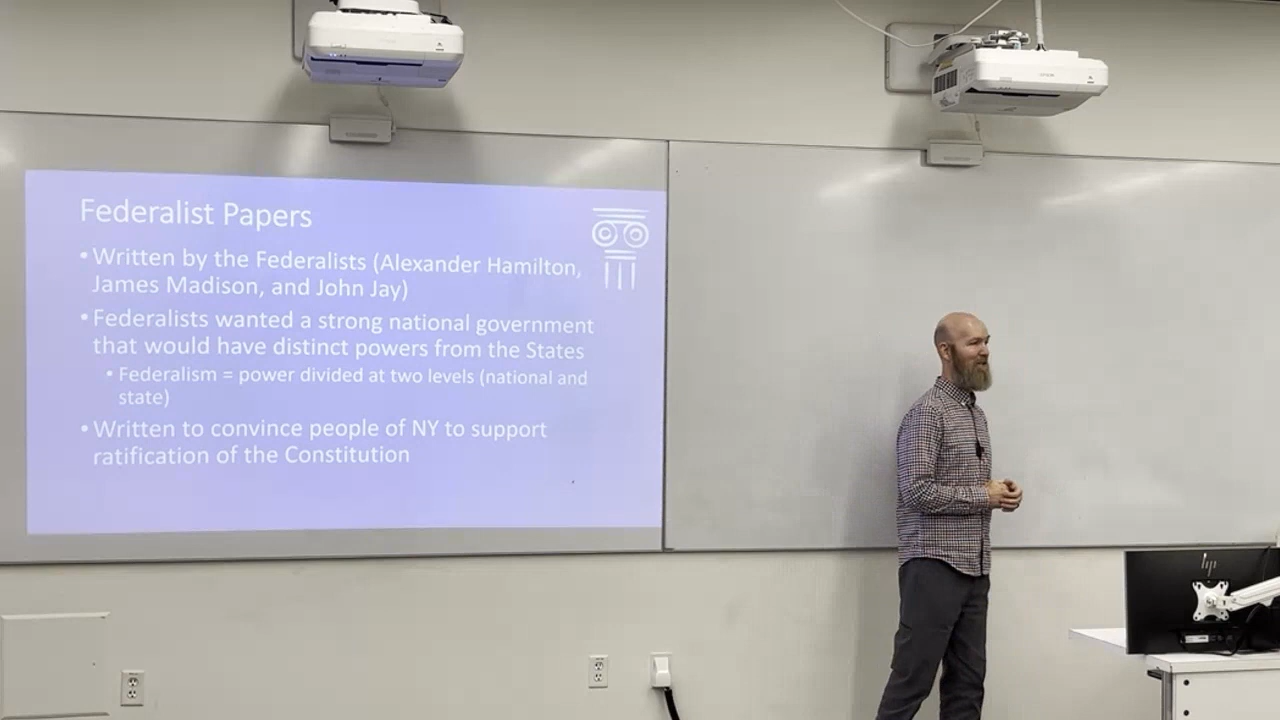 Federalist Papers
• Written by the Federalists (Alexander Hamilton,
James Madison, and John Jay)
• Federalists wanted a strong national government
that would have distinct powers from the States
• Federalism = power divided at two levels (national and
state)
• Written to convince people of NY to support
ratification of the Constitution
hp